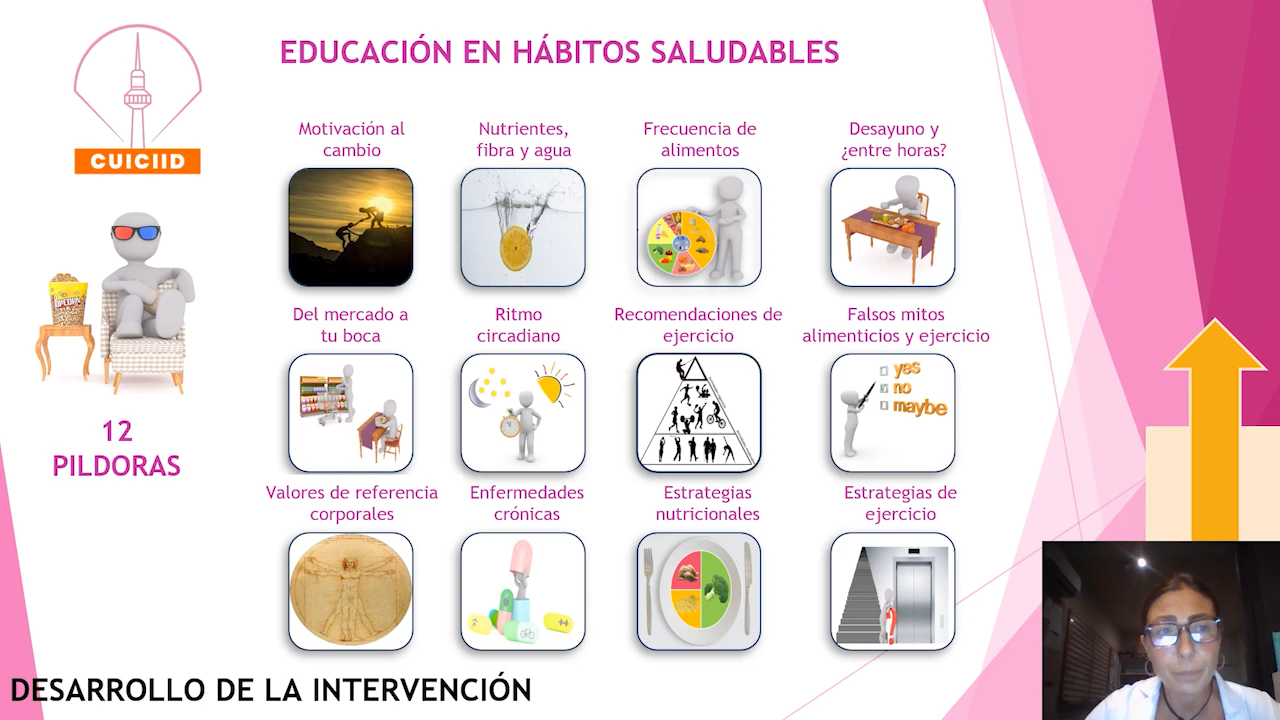 EDUCACIÓN EN HÁBITOS SALUDABLES
CUICIID
Motivación al
cambio
Nutrientes,
fibra y agua
Frecuencia de
alimentos
Desayuno y
¿entre horas?
POPCORN
12
PILDORAS
Del mercado a
tu boca
Ritmo
circadiano
Recomendaciones de
ejercicio
Falsos mitos
alimenticios y ejercicio
yes
no
maybe
Valores de referencia
corporales
Enfermedades
crónicas
Estrategias
nutricionales
Estrategias de
ejercicio
DESARROLLO DE LA INTERVENCIÓN